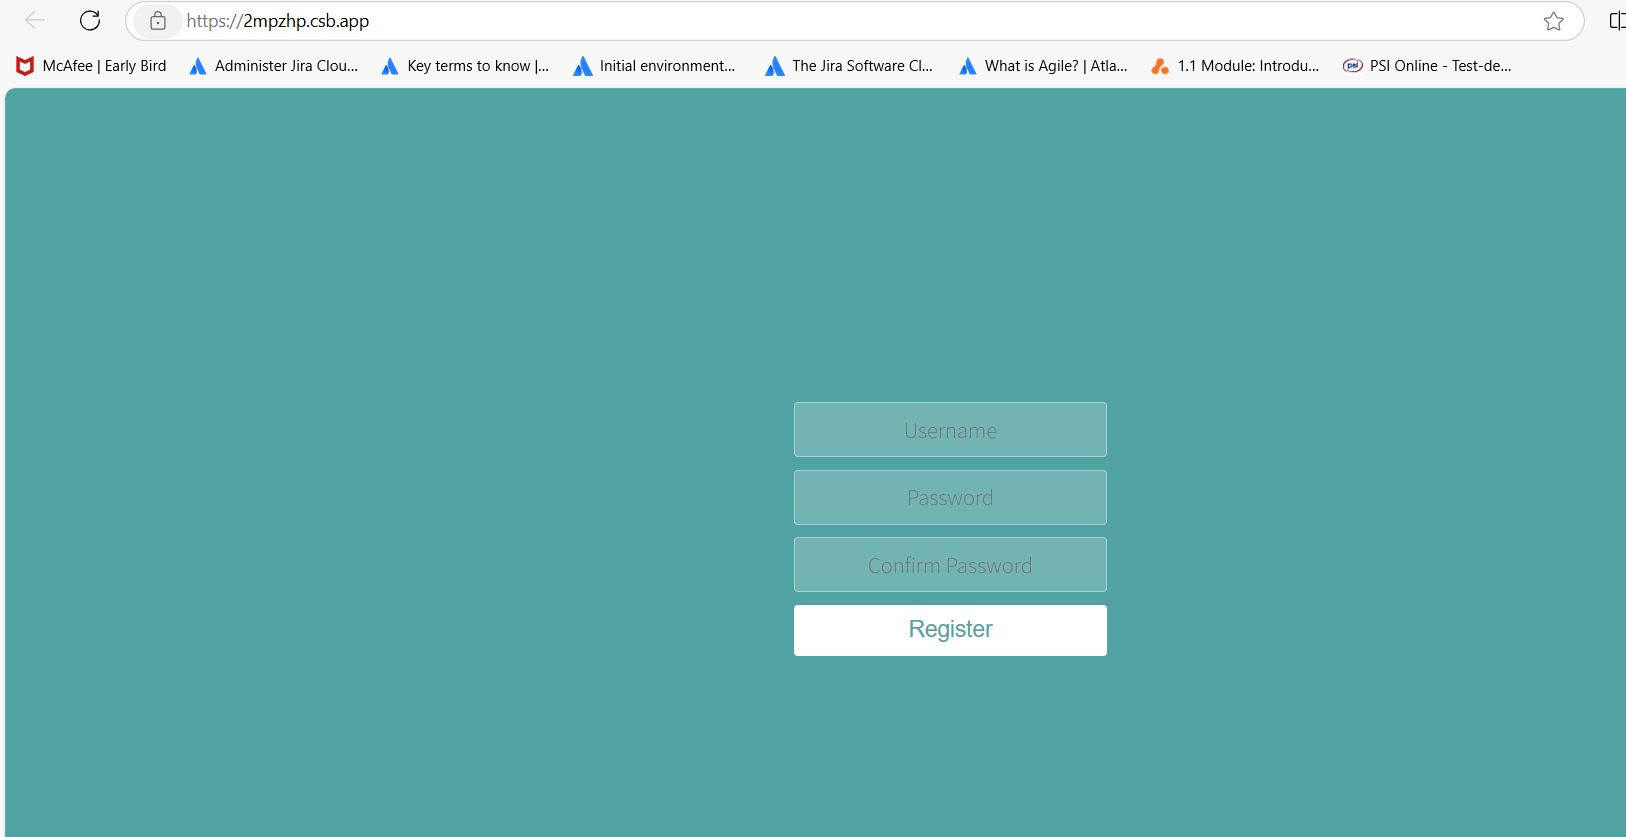 https://2mpzhp.csb.app
McAfee | Early Bird Administer Jira Clou... Key terms to know |... Initial environment... The Jira Software Cl... What is Agile? | Atla... 1.1 Module: Introdu... psi PSI Online - Test-de...
Username
Password
Confirm Password
Register